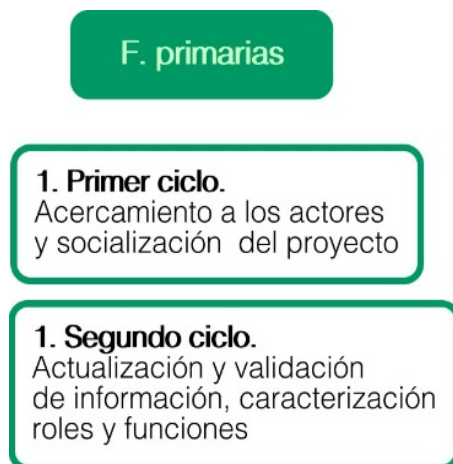 F. primarias
1. Primer ciclo.
Acercamiento a los actores
y socialización del proyecto
1. Segundo ciclo.
Actualización y validación
de información, caracterización
roles y funciones